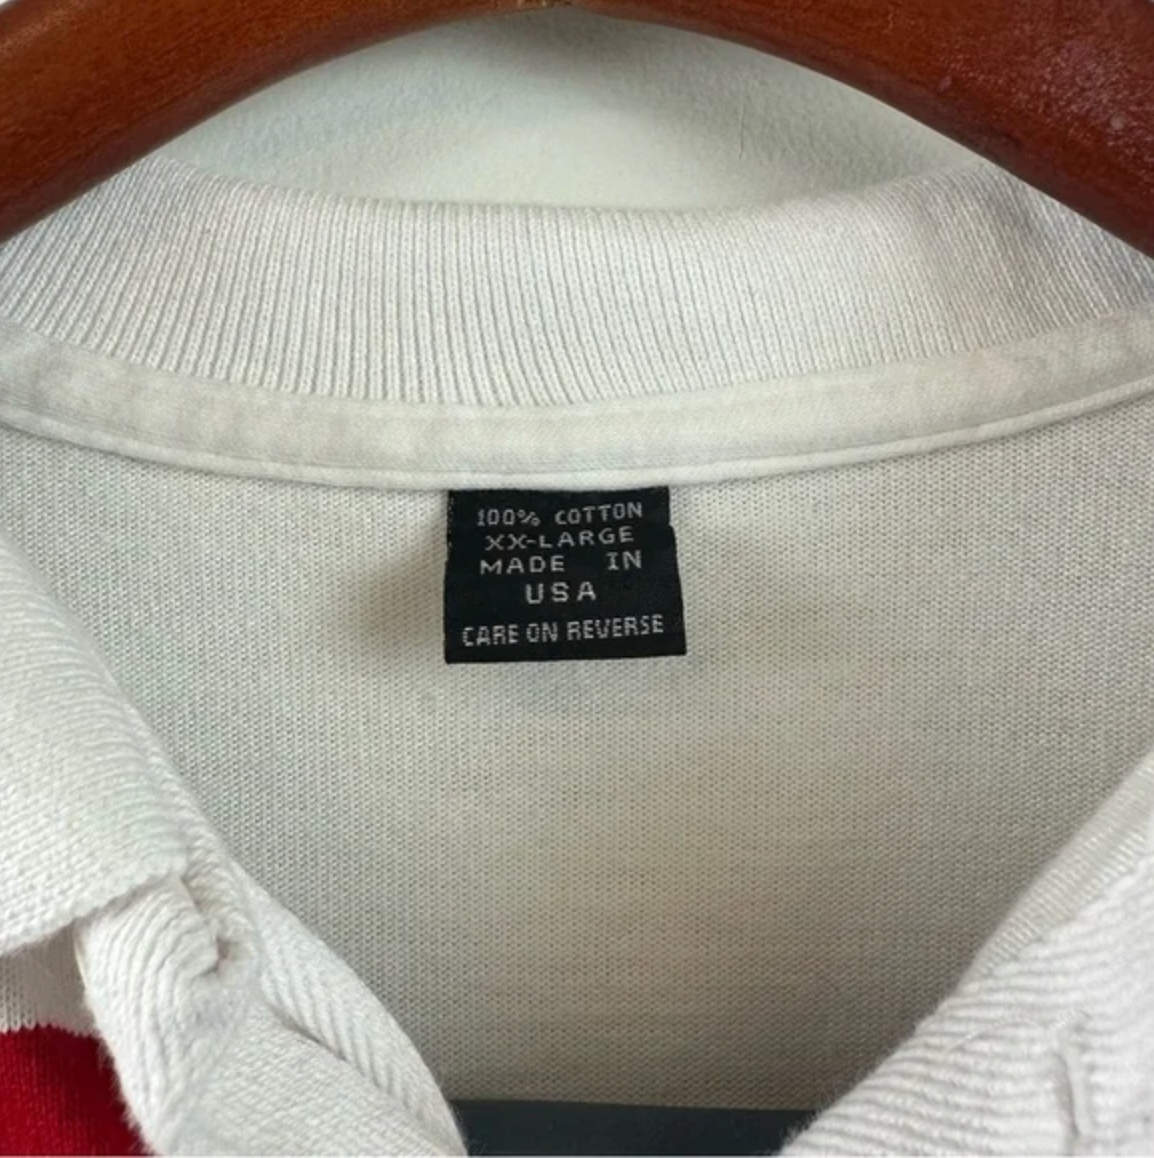 100% COTTON
XX-LARGE
MADE IN
USA
CARE ON REVERSE